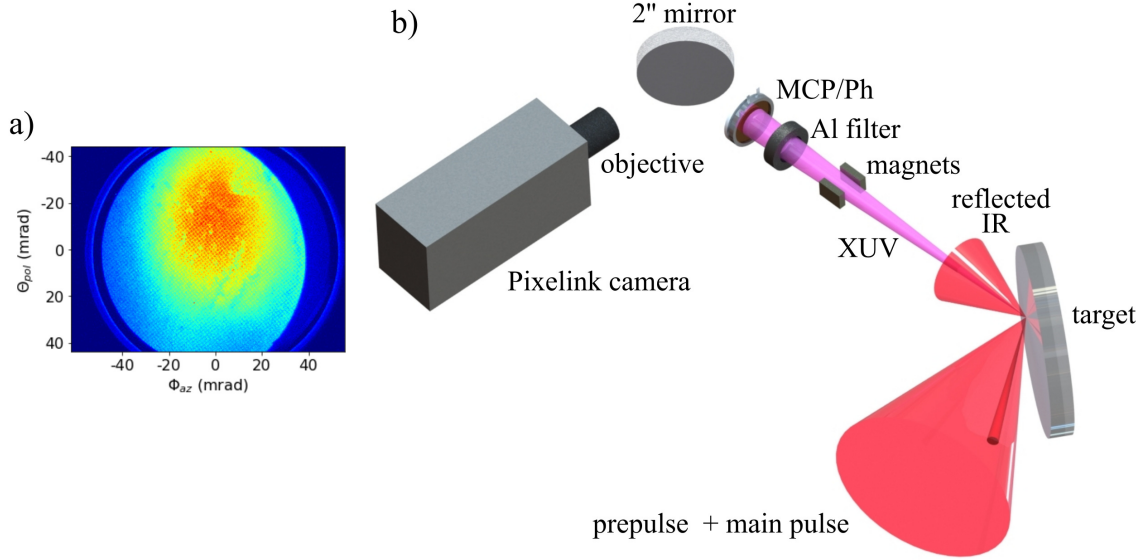 a)
-40
-20
0
20
40
Θpol (mrad)
-40 -20 0 20 40
Φaz (mrad)
b)
2" mirror
MCP/Ph
Al filter
objective
magnets
reflected
IR
XUV
Pixelink camera
target
prepulse + main pulse